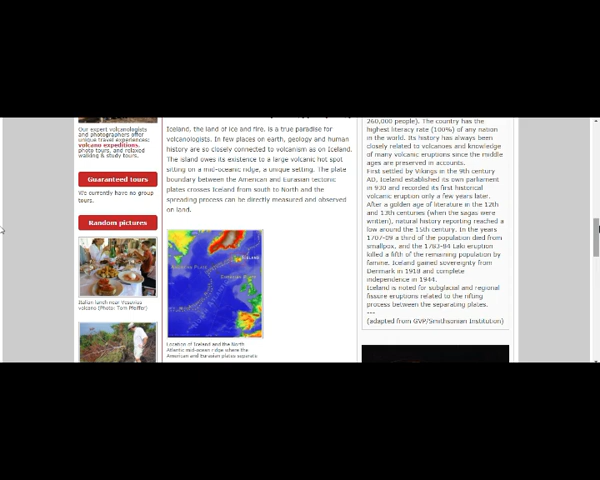 Our expert volcanologists
and photographers offer
unique travel experiences:
volcano expeditions,
photo tours, and relaxed
walking & study tours.
Guaranteed tours
We currently have no group
tours.
Random pictures
Italian lunch near Vesuvius
volcano (Photo: Tom Pfeiffer)
Iceland, the land of ice and fire, is a true paradise for
volcanologists. In few places on earth, geology and human
history are so closely connected to volcanism as on Iceland.
The island owes its existence to a large volcanic hot spot
sitting on a mid-oceanic ridge, a unique setting. The plate
boundary between the American and Eurasian tectonic
plates crosses Iceland from south to North and the
spreading process can be directly measured and observed
on land.
ICELAND
Location of Iceland and the North
Atlantic mid-ocean ridge where the
American and Eurasian plates separate
260,000 people). The country has the
highest literacy rate (100%) of any nation
in the world. Its history has always been
closely related to volcanoes and knowledge
of many volcanic eruptions since the middle
ages are preserved in accounts.
First settled by Vikings in the 9th century
AD, Iceland established its own parliament
in 930 and recorded its first historical
volcanic eruption only a few years later.
After a golden age of literature in the 12th
and 13th centuries (when the sagas were
written), natural history reporting reached a
low around the 15th century. In the years
1707-09 a third of the population died from
smallpox, and the 1783-84 Laki eruption
killed a fifth of the remaining population by
famine. Iceland gained sovereignty from
Denmark in 1918 and complete
independence in 1944.
Iceland is noted for subglacial and regional
fissure eruptions related to the rifting
process between the separating plates.
---
(adapted from GVP/Smithsonian Institution)